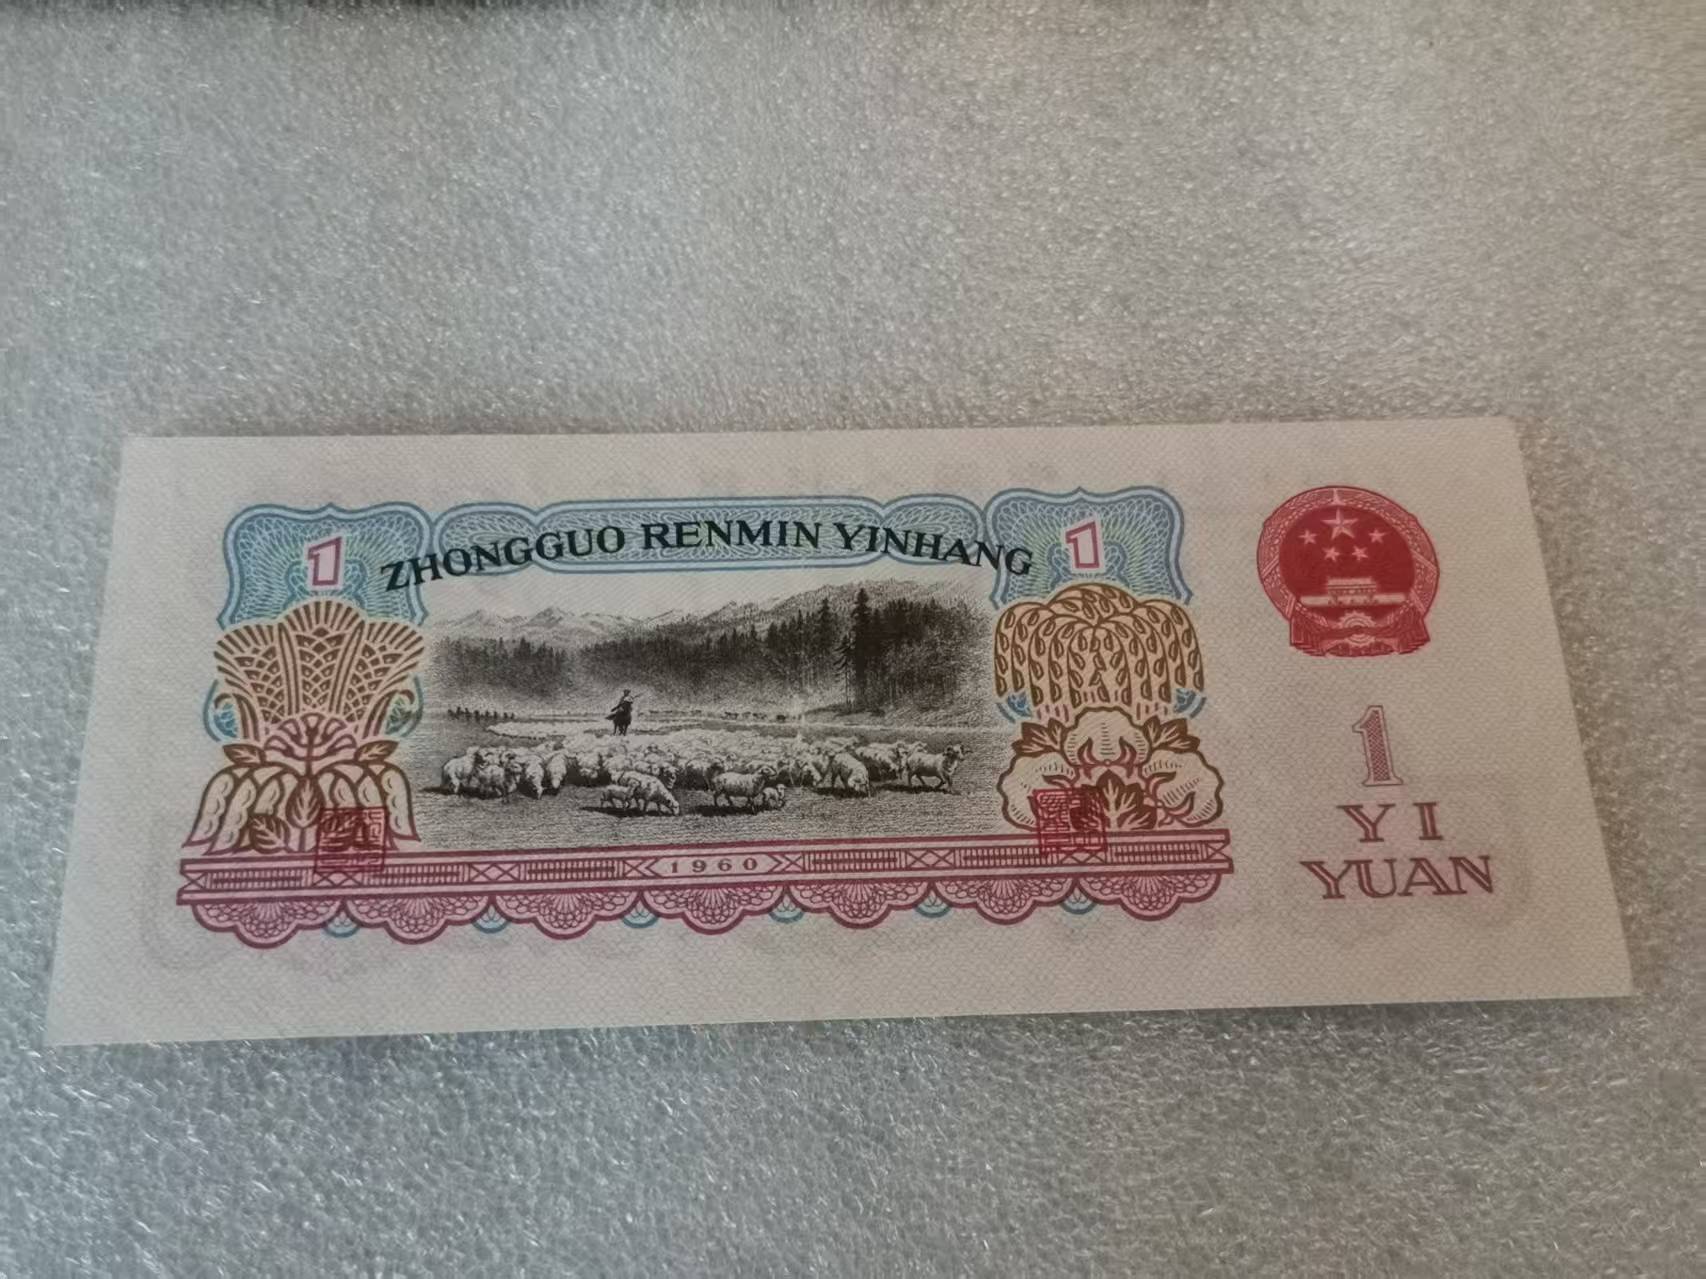 1
ZHONGGUO RENMIN YINHANG
1
1960
1
YI
YUAN